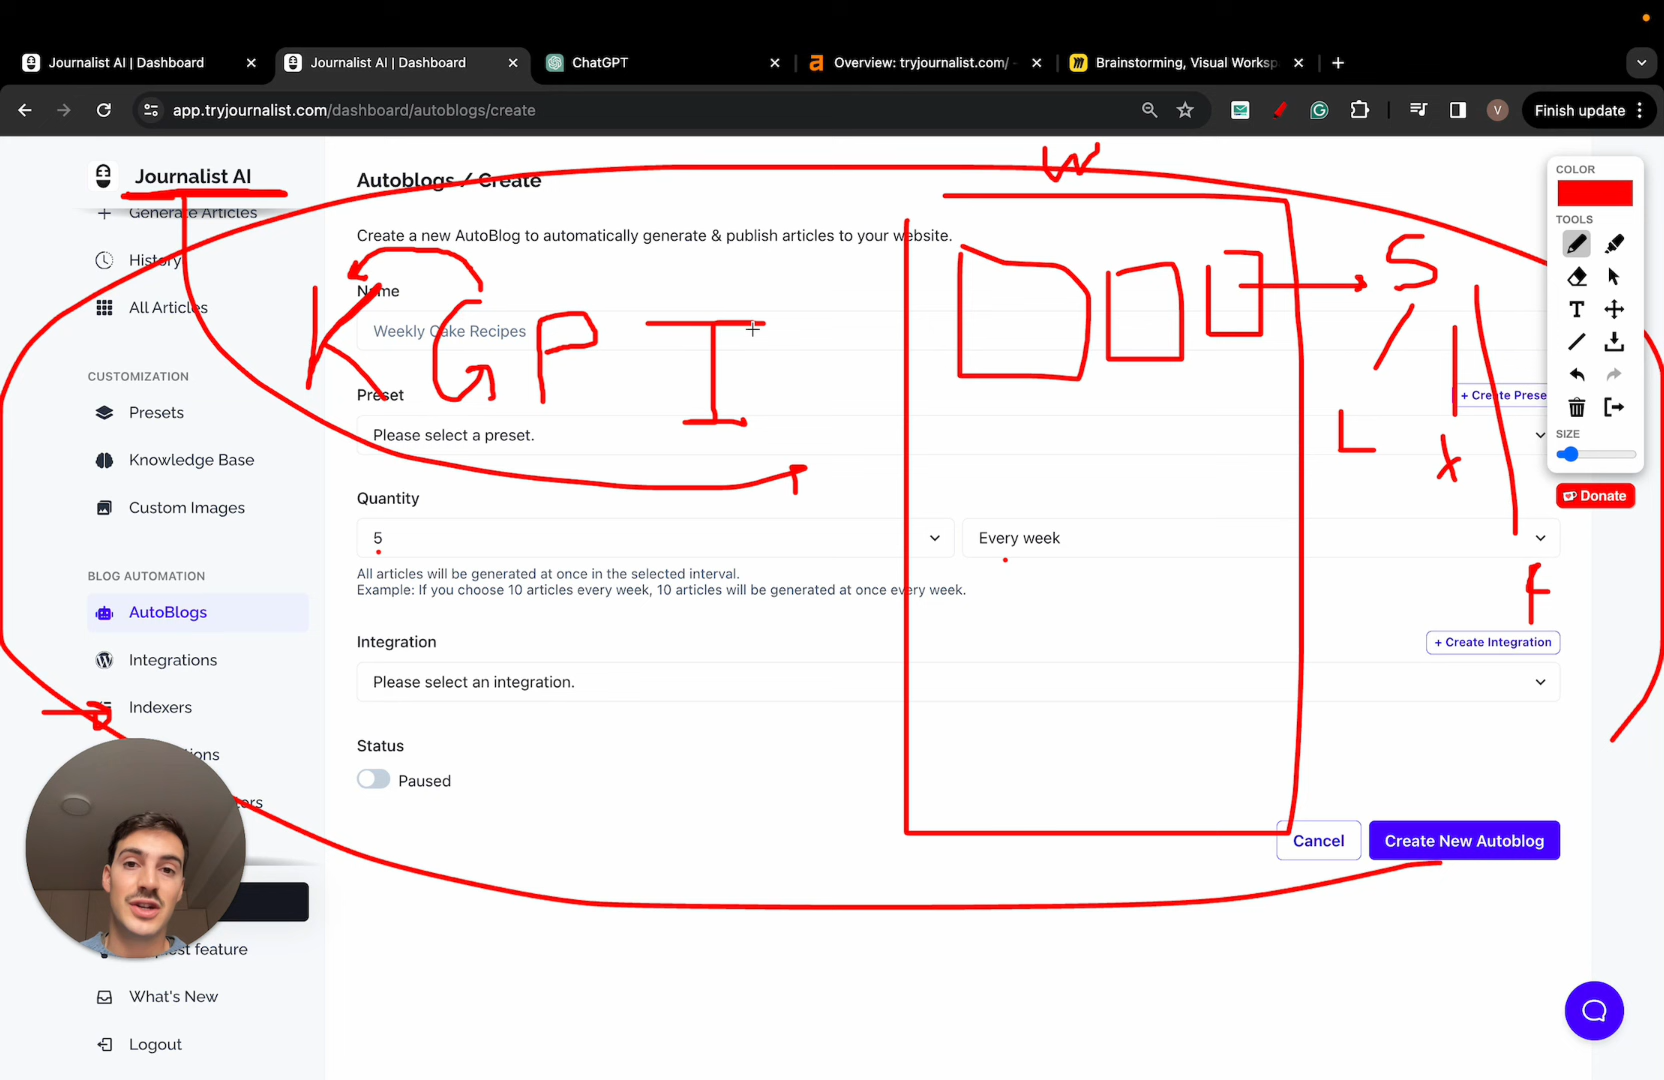 Journalist AI | Dashboard
Journalist AI | Dashboard
ChatGPT
Overview: tryjournalist.com/
Brainstorming, Visual Worksp
app.tryjournalist.com/dashboard/autoblogs/create
Finish update
V
Journalist AI
Generate Articles
History
All Articles
CUSTOMIZATION
Presets
Knowledge Base
Custom Images
BLOG AUTOMATION
AutoBlogs
Integrations
Indexers
What's New
Logout
Autoblogs / Create
Create a new AutoBlog to automatically generate & publish articles to your website.
Name
Weekly Cake Recipes
Preset
+ Create Prese
Please select a preset.
Quantity
5
Every week
All articles will be generated at once in the selected interval.
Example: If you choose 10 articles every week, 10 articles will be generated at once every week.
Integration
+ Create Integration
Please select an integration.
Status
Paused
Cancel
Create New Autoblog
W
K G P I
S
L
X
F
COLOR
TOOLS
T
SIZE
Donate
feature